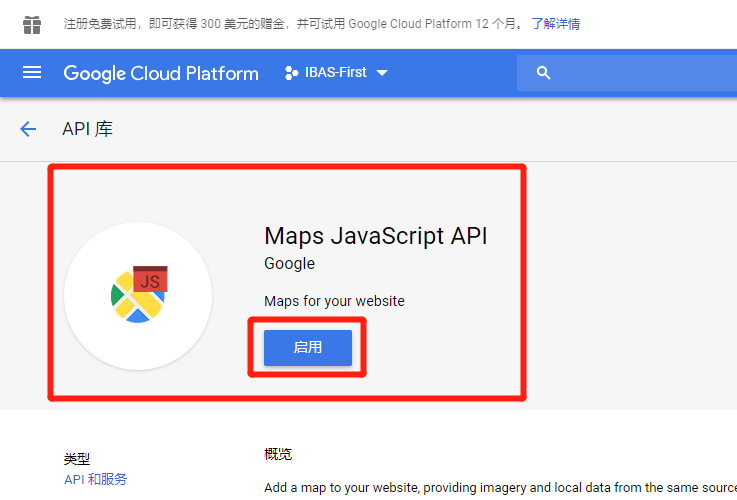 注册免费试用，即可获得 300 美元的赠金，并可试用 Google Cloud Platform 12 个月。 了解详情
Google Cloud Platform IBAS-First
API 库
JS
Maps JavaScript API
Google
Maps for your website
启用
类型
API 和服务
概览
Add a map to your website, providing imagery and local data from the same source